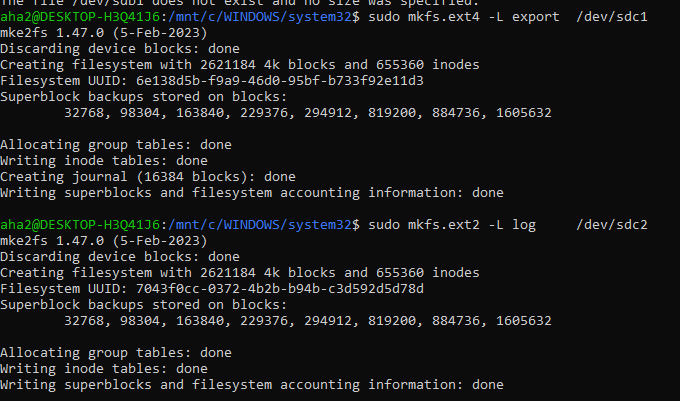 The file /dev/sdb1 does not exist and no size was specified.
aha2@DESKTOP-H3Q41J6:/mnt/c/WINDOWS/system32$ sudo mkfs.ext4 -L export  /dev/sdc1
mke2fs 1.47.0 (5-Feb-2023)
Discarding device blocks: done
Creating filesystem with 2621184 4k blocks and 655360 inodes
Filesystem UUID: 6e138d5b-f9a9-46d0-95bf-b733f92e11d3
Superblock backups stored on blocks:
        32768, 98304, 163840, 229376, 294912, 819200, 884736, 1605632

Allocating group tables: done
Writing inode tables: done
Creating journal (16384 blocks): done
Writing superblocks and filesystem accounting information: done

aha2@DESKTOP-H3Q41J6:/mnt/c/WINDOWS/system32$ sudo mkfs.ext2 -L log     /dev/sdc2
mke2fs 1.47.0 (5-Feb-2023)
Discarding device blocks: done
Creating filesystem with 2621184 4k blocks and 655360 inodes
Filesystem UUID: 7043f0cc-0372-4b2b-b94b-c3d592d5d78d
Superblock backups stored on blocks:
        32768, 98304, 163840, 229376, 294912, 819200, 884736, 1605632

Allocating group tables: done
Writing inode tables: done
Writing superblocks and filesystem accounting information: done